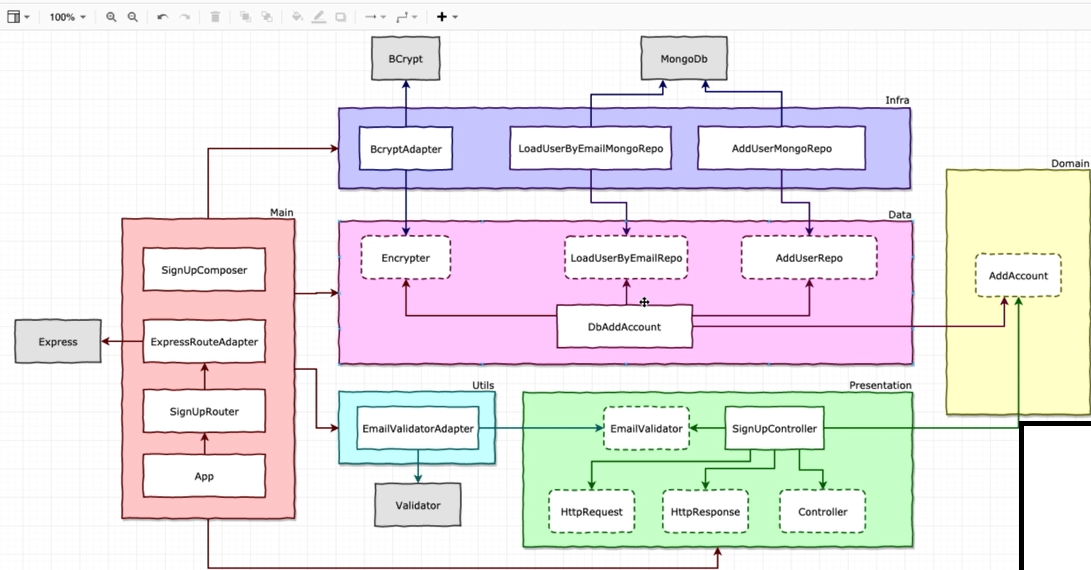 100%
BCrypt
MongoDb
Infra
BcryptAdapter
LoadUserByEmailMongoRepo
AddUserMongoRepo
Domain
Main
Data
SignUpComposer
Encrypter
LoadUserByEmailRepo
AddUserRepo
AddAccount
Express
ExpressRouteAdapter
DbAddAccount
Utils
Presentation
SignUpRouter
EmailValidatorAdapter
EmailValidator
SignUpController
App
Validator
HttpRequest
HttpResponse
Controller